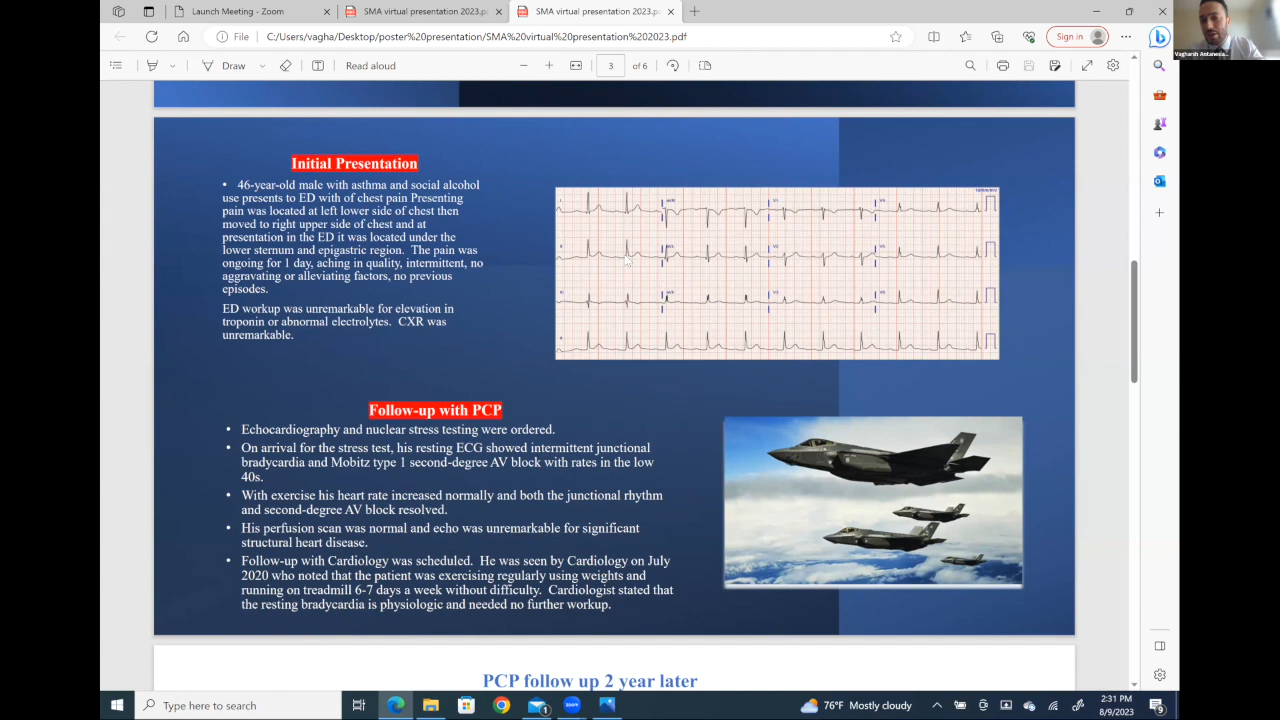 Launch Meeting - Zoom
SMA virtual presentation 2023.p
SMA virtual presentation 2023.p
File
C:/Users/vagha/Desktop/poster%20presentation/SMA%20virtual%20presentation%202023.pdf
Sign in
Vagharsh Antanesia...
Draw
Read aloud
3 of 6
Initial Presentation
• 46-year-old male with asthma and social alcohol
use presents to ED with of chest pain Presenting
pain was located at left lower side of chest then
moved to right upper side of chest and at
presentation in the ED it was located under the
lower sternum and epigastric region. The pain was
ongoing for 1 day, aching in quality, intermittent, no
aggravating or alleviating factors, no previous
episodes.
ED workup was unremarkable for elevation in
troponin or abnormal electrolytes. CXR was
unremarkable.
Follow-up with PCP
• Echocardiography and nuclear stress testing were ordered.
• On arrival for the stress test, his resting ECG showed intermittent junctional
bradycardia and Mobitz type 1 second-degree AV block with rates in the low
40s.
• With exercise his heart rate increased normally and both the junctional rhythm
and second-degree AV block resolved.
• His perfusion scan was normal and echo was unremarkable for significant
structural heart disease.
• Follow-up with Cardiology was scheduled. He was seen by Cardiology on July
2020 who noted that the patient was exercising regularly using weights and
running on treadmill 6-7 days a week without difficulty. Cardiologist stated that
the resting bradycardia is physiologic and needed no further workup.
PCP follow up 2 year later
Type here to search
76°F Mostly cloudy
2:31 PM
8/9/2023